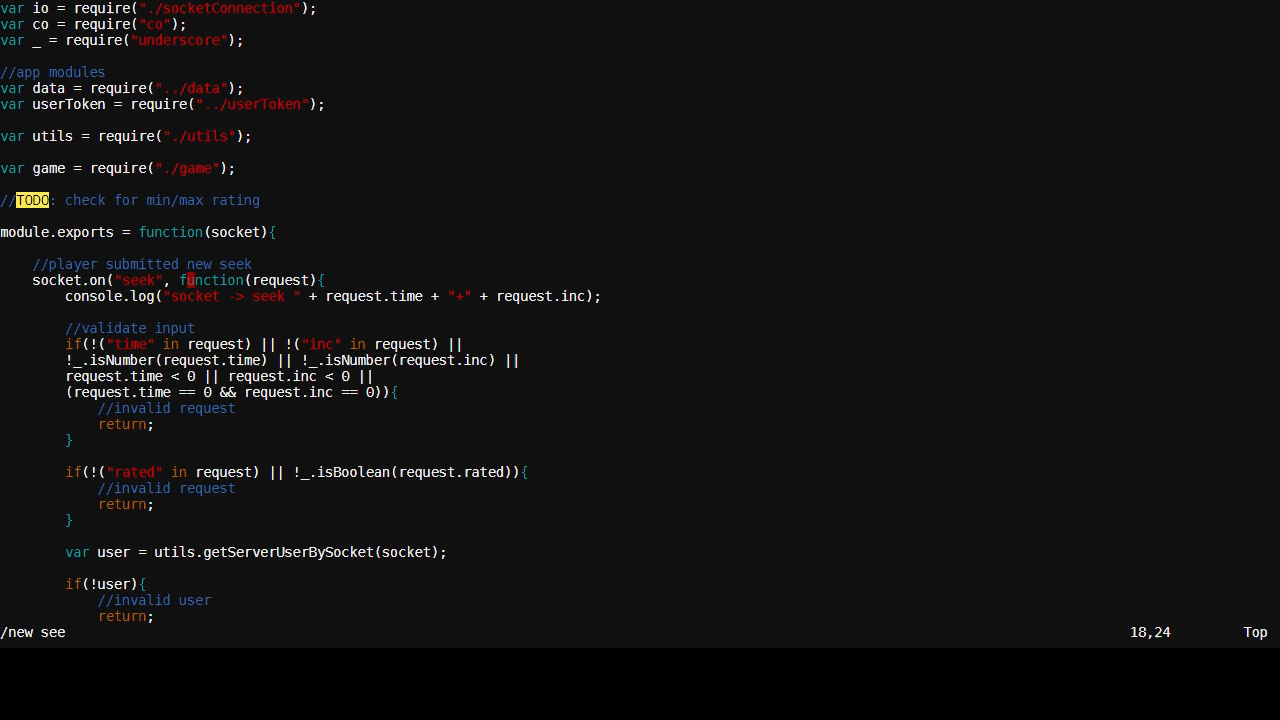 var io = require("./socketConnection");
var co = require("co");
var _ = require("underscore");
//app modules
var data = require("../data");
var userToken = require("../userToken");
var utils = require("./utils");
var game = require("./game");
//TODO: check for min/max rating
module.exports = function(socket){
//player submitted new seek
socket.on("seek", function(request){
console.log("socket -> seek " + request.time + "+" + request.inc);
//validate input
if(!("time" in request) || !("inc" in request) ||
!_.isNumber(request.time) || !_.isNumber(request.inc) ||
request.time < 0 || request.inc < 0 ||
(request.time == 0 && request.inc == 0)){
//invalid request
return;
}
if(!("rated" in request) || !_.isBoolean(request.rated)){
//invalid request
return;
}
var user = utils.getServerUserBySocket(socket);
if(!user){
//invalid user
return;
/new see 18,24 Top